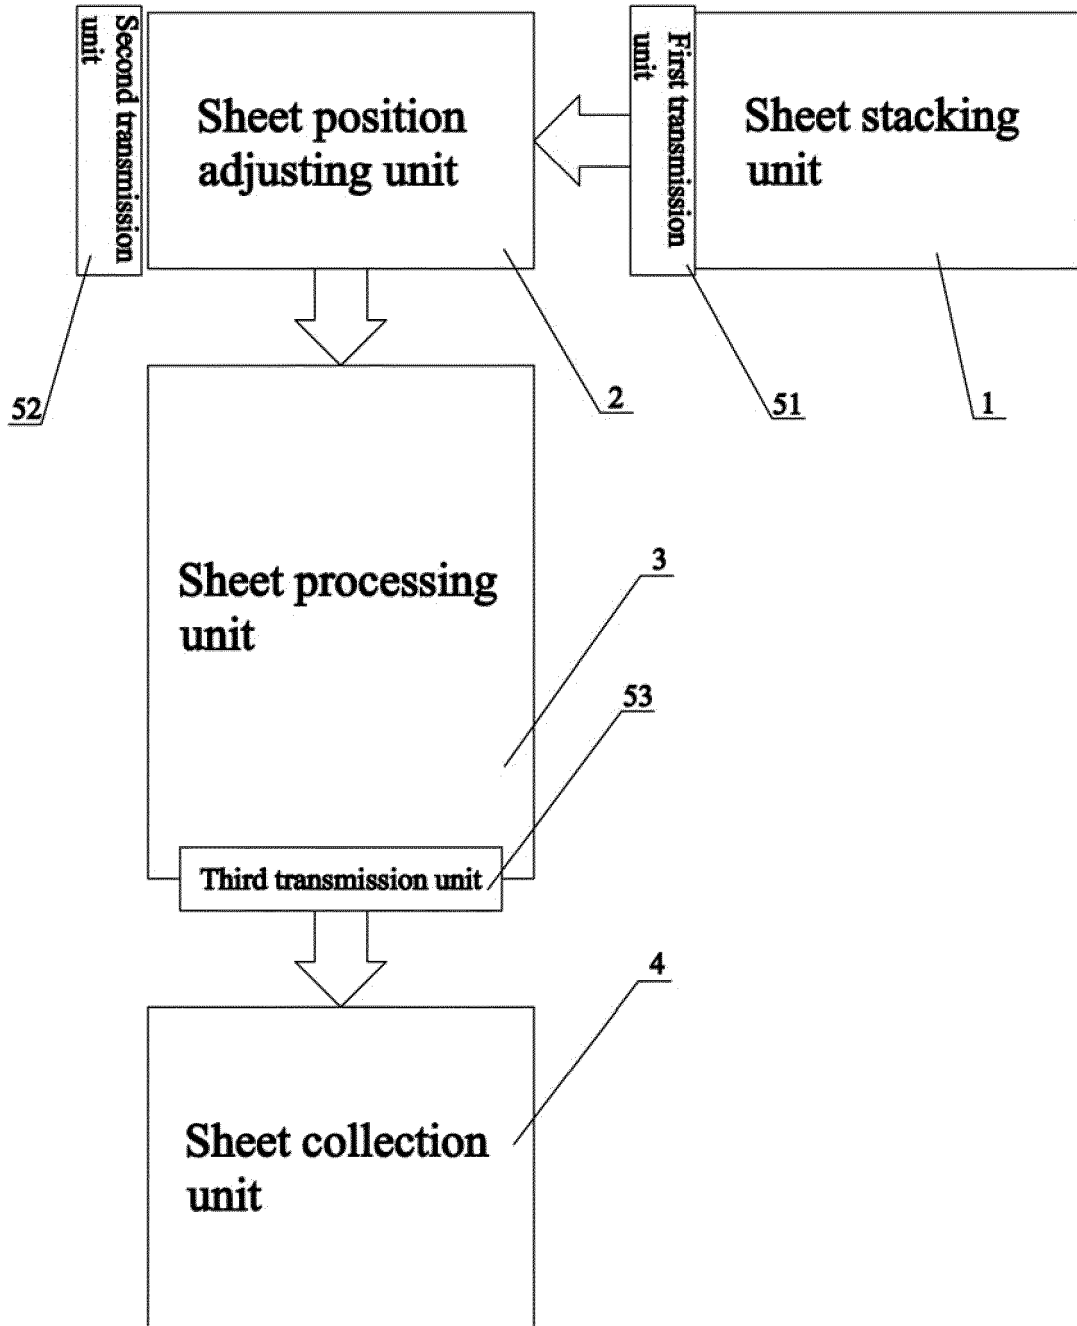 Second transmission
unit
Sheet position
adjusting unit
First transmission
unit
Sheet stacking
unit
52
2
51
1
Sheet processing
unit
3
53
Third transmission unit
4
Sheet collection
unit